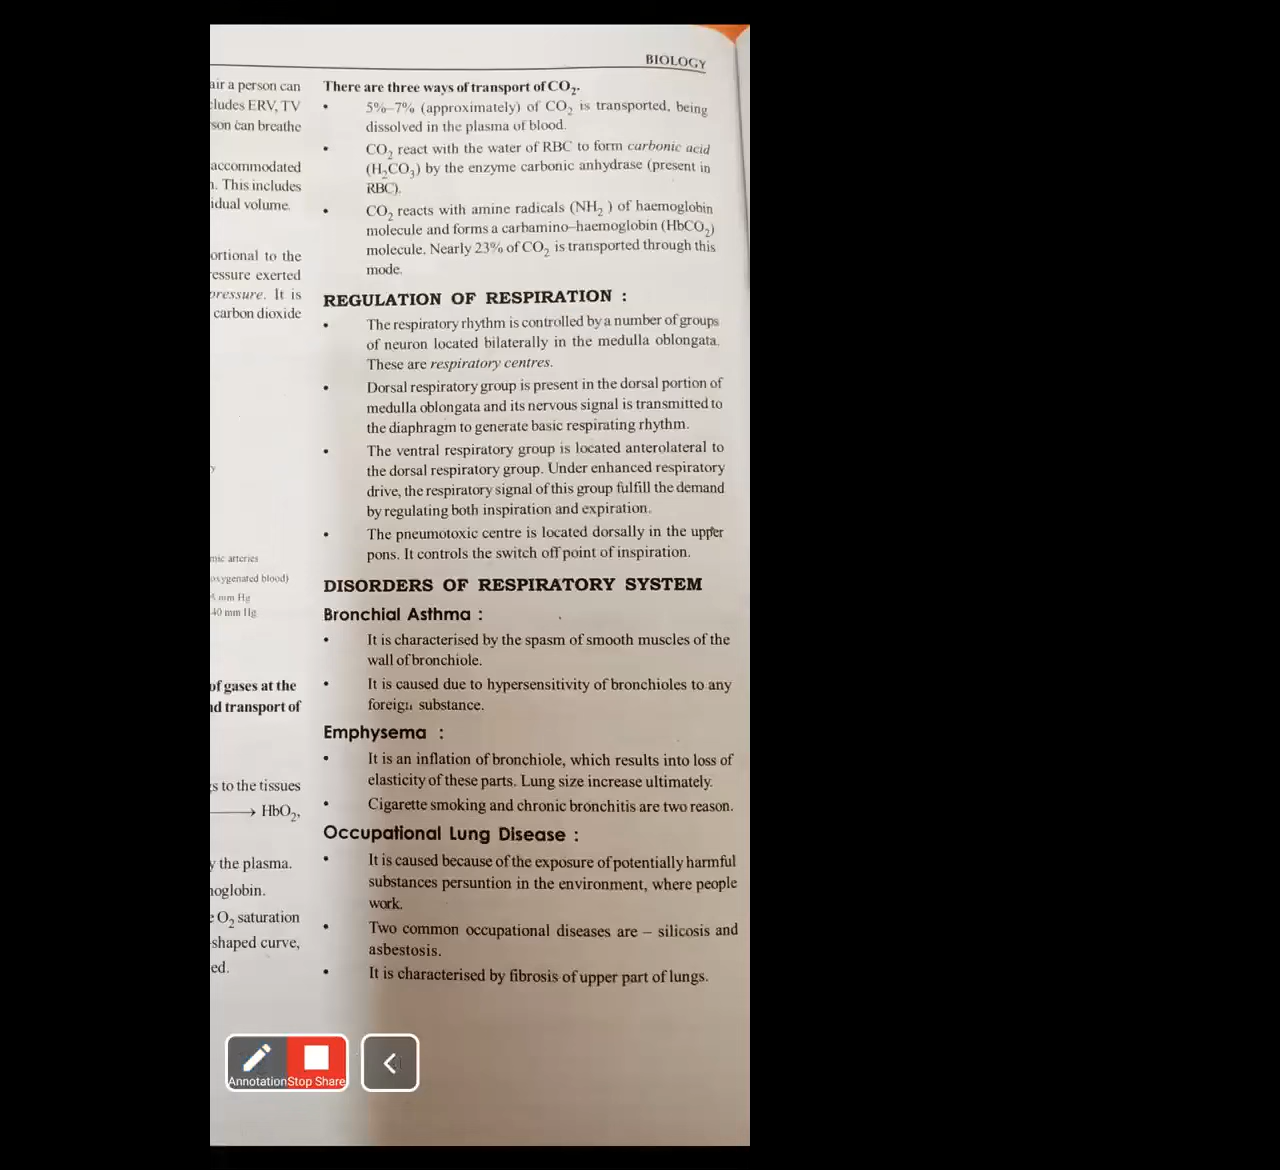 BIOLOGY
air a person can
cludes ERV, TV
son can breathe
accommodated
n. This includes
idual volume.
ortional to the
essure exerted
pressure. It is
carbon dioxide
y
mic arteries
oxygenated blood)
5 mm Hg
40 mm Hg
of gases at the
nd transport of
gs to the tissues
⟶ HbO₂,
y the plasma.
noglobin.
e O₂ saturation
-shaped curve,
ed.
There are three ways of transport of CO₂.
• 5%–7% (approximately) of CO₂ is transported, being
dissolved in the plasma of blood.
• CO₂ react with the water of RBC to form carbonic acid
(H₂CO₃) by the enzyme carbonic anhydrase (present in
RBC).
• CO₂ reacts with amine radicals (NH₂ ) of haemoglobin
molecule and forms a carbamino–haemoglobin (HbCO₂)
molecule. Nearly 23% of CO₂ is transported through this
mode.
REGULATION OF RESPIRATION :
• The respiratory rhythm is controlled by a number of groups
of neuron located bilaterally in the medulla oblongata.
These are respiratory centres.
• Dorsal respiratory group is present in the dorsal portion of
medulla oblongata and its nervous signal is transmitted to
the diaphragm to generate basic respirating rhythm.
• The ventral respiratory group is located anterolateral to
the dorsal respiratory group. Under enhanced respiratory
drive, the respiratory signal of this group fulfill the demand
by regulating both inspiration and expiration.
• The pneumotoxic centre is located dorsally in the upper
pons. It controls the switch off point of inspiration.
DISORDERS OF RESPIRATORY SYSTEM
Bronchial Asthma :
• It is characterised by the spasm of smooth muscles of the
wall of bronchiole.
• It is caused due to hypersensitivity of bronchioles to any
foreign substance.
Emphysema :
• It is an inflation of bronchiole, which results into loss of
elasticity of these parts. Lung size increase ultimately.
• Cigarette smoking and chronic bronchitis are two reason.
Occupational Lung Disease :
• It is caused because of the exposure of potentially harmful
substances persuntion in the environment, where people
work.
• Two common occupational diseases are – silicosis and
asbestosis.
• It is characterised by fibrosis of upper part of lungs.
Annotation Stop Share